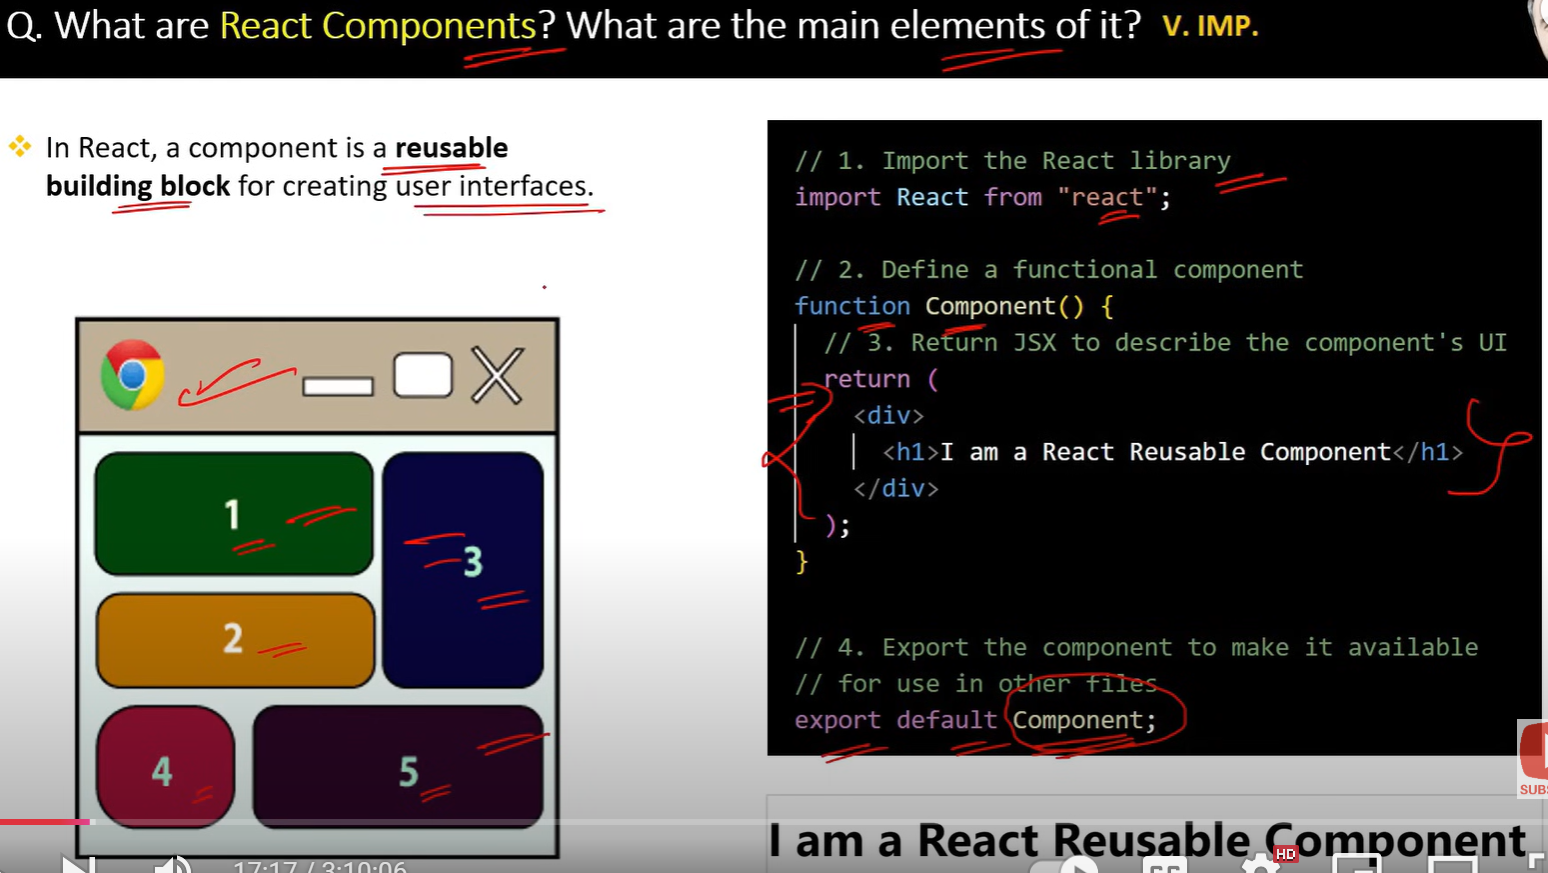 Q. What are React Components? What are the main elements of it? V. IMP.
In React, a component is a reusable
building block for creating user interfaces.
1
2
3
4
5
// 1. Import the React library
import React from "react";
// 2. Define a functional component
function Component() {
// 3. Return JSX to describe the component's UI
return (
<div>
<h1>I am a React Reusable Component</h1>
</div>
);
}
// 4. Export the component to make it available
// for use in other files
export default Component;
I am a React Reusable Component
17:17 / 3:10:06
HD